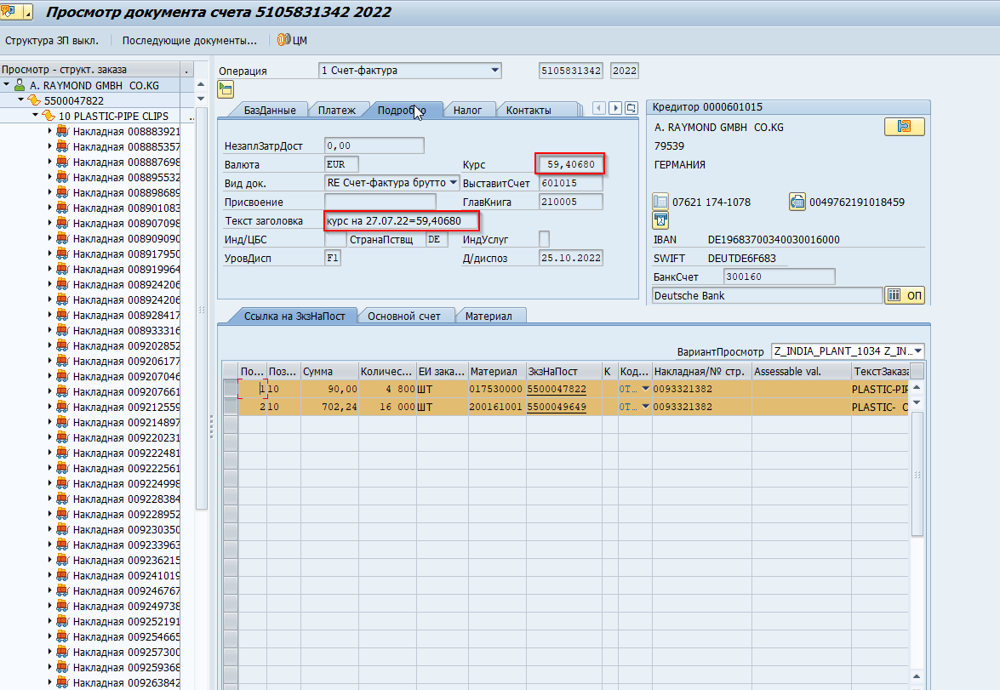 Просмотр документа счета 5105831342 2022
Структура ЗП выкл.
Последующие документы...
ЦМ
Просмотр - структ. заказа
.
A. RAYMOND GMBH CO.KG
5500047822
10 PLASTIC-PIPE CLIPS
..
Накладная 008883921
Накладная 008885357
Накладная 008887698
Накладная 008895532
Накладная 008898689
Накладная 008901083
Накладная 008907098
Накладная 008909090
Накладная 008917950
Накладная 008919964
Накладная 008924206
Накладная 008924206
Накладная 008928417
Накладная 008933316
Накладная 009202852
Накладная 009206177
Накладная 009207046
Накладная 009207661
Накладная 009212559
Накладная 009214897
Накладная 009220231
Накладная 009222481
Накладная 009222561
Накладная 009224998
Накладная 009228384
Накладная 009228952
Накладная 009230350
Накладная 009233963
Накладная 009236215
Накладная 009241019
Накладная 009246767
Накладная 009249738
Накладная 009252191
Накладная 009254665
Накладная 009257300
Накладная 009259368
Накладная 009263842
Операция
1 Счет-фактура
5105831342
2022
БазДанные
Платеж
Подробно
Налог
Контакты
НезаплЗатрДост
0,00
Валюта
EUR
Курс
59,40680
Вид док.
RE Счет-фактура брутто
ВыставитСчет
601015
Присвоение
ГлавКнига
210005
Текст заголовка
курс на 27.07.22=59,40680
Инд/ЦБС
СтранаПствщ
DE
ИндУслуг
УровДисп
F1
Д/диспоз
25.10.2022
Кредитор 0000601015
A. RAYMOND GMBH CO.KG
79539
ГЕРМАНИЯ
07621 174-1078
0049762191018459
IBAN
DE19683700340030016000
SWIFT
DEUTDE6F683
БанкСчет
300160
Deutsche Bank
ОП
Ссылка на ЗкзНаПост
Основной счет
Материал
ВариантПросмотр
Z_INDIA_PLANT_1034 Z_IN...
По... Поз... Сумма Количес... ЕИ зака... Материал ЗкзНаПост К Код... Накладная/№ стр. Assessable val. ТекстЗаказа
1 10 90,00 4 800 ШТ 017530000 5500047822 0T... 0093321382 PLASTIC-PIP
2 10 702,24 16 000 ШТ 200161001 5500049649 0T... 0093321382 PLASTIC- C